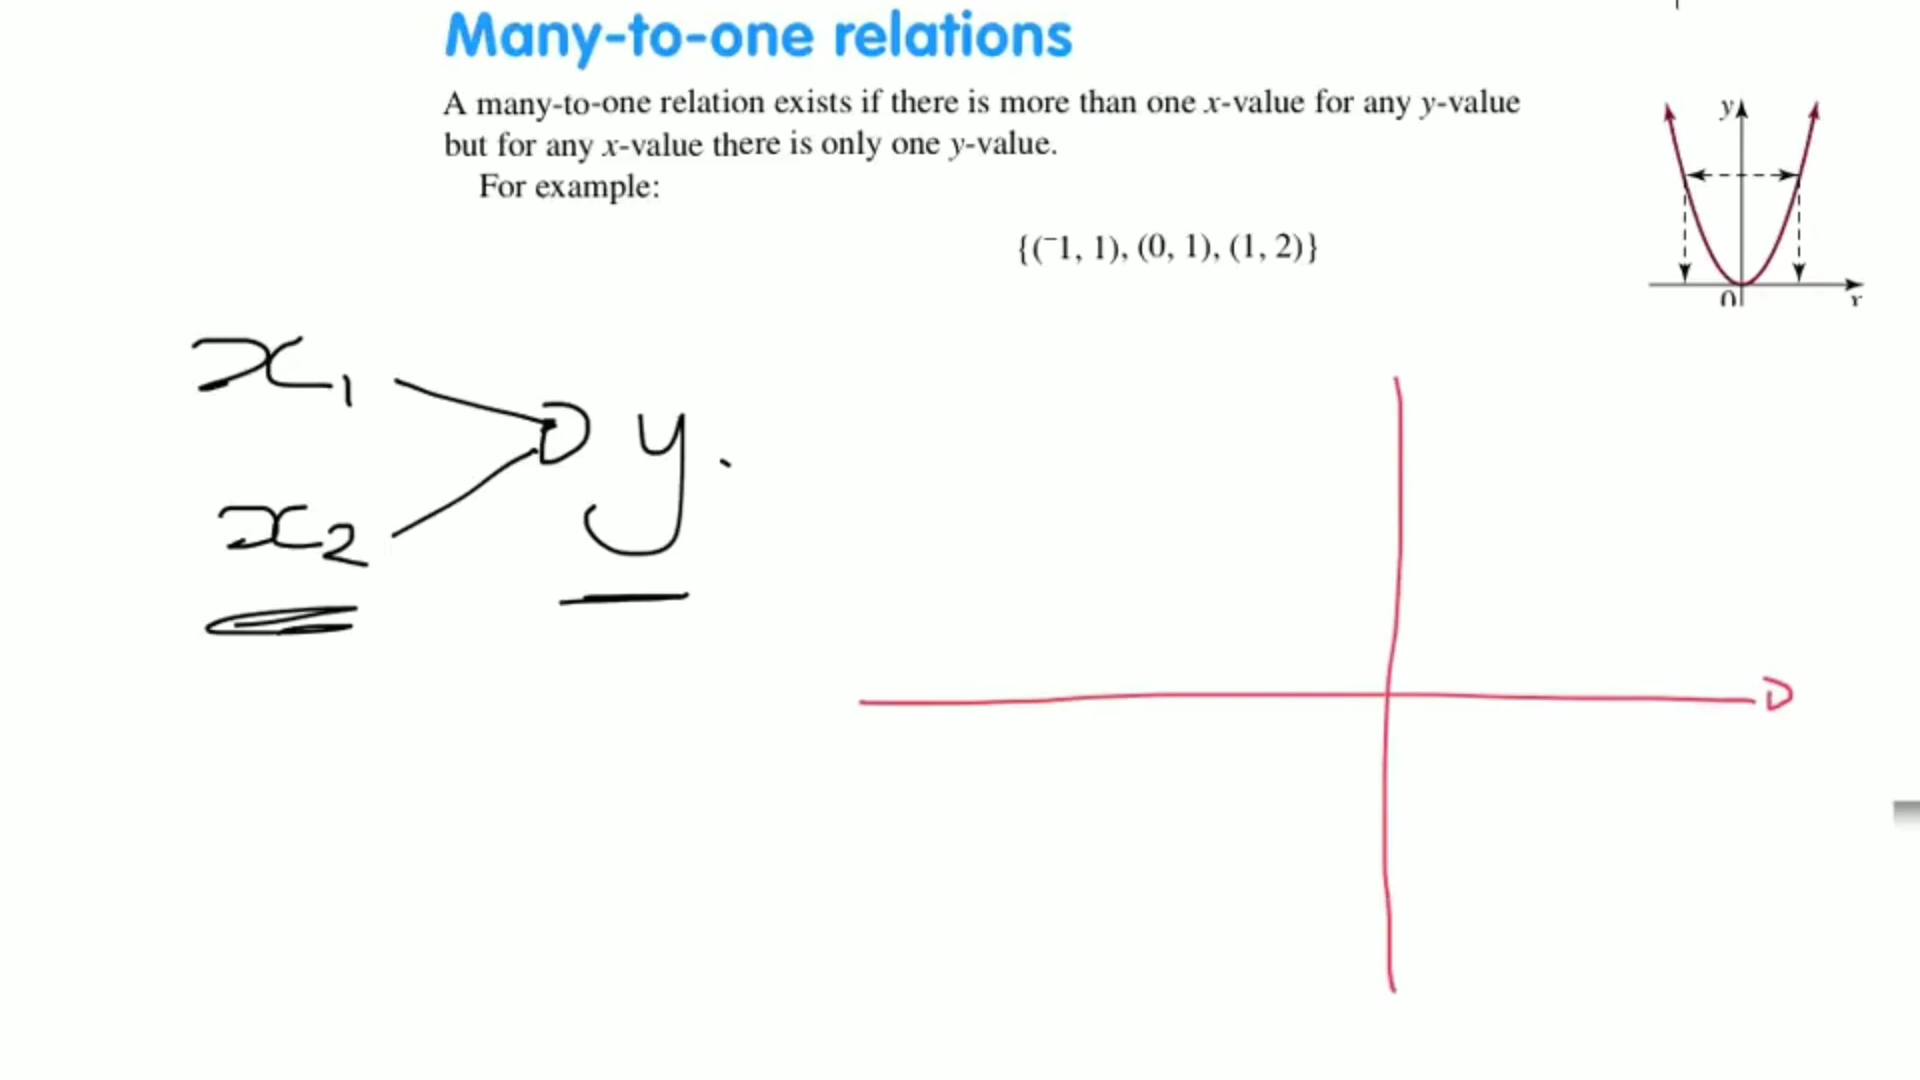 Many-to-one relations
A many-to-one relation exists if there is more than one x-value for any y-value
but for any x-value there is only one y-value.
For example:
{(⁻1, 1), (0, 1), (1, 2)}
y
0
x
x₁
y.
x₂